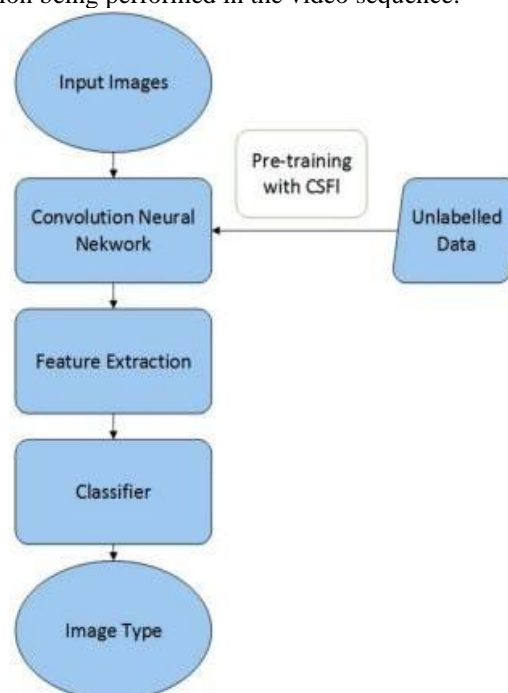 ion being performed in the video sequence.
Input Images
Pre-training
with CSFl
Convolution Neural
Nekwork
Unlabelled
Data
Feature Extraction
Classifier
Image Type